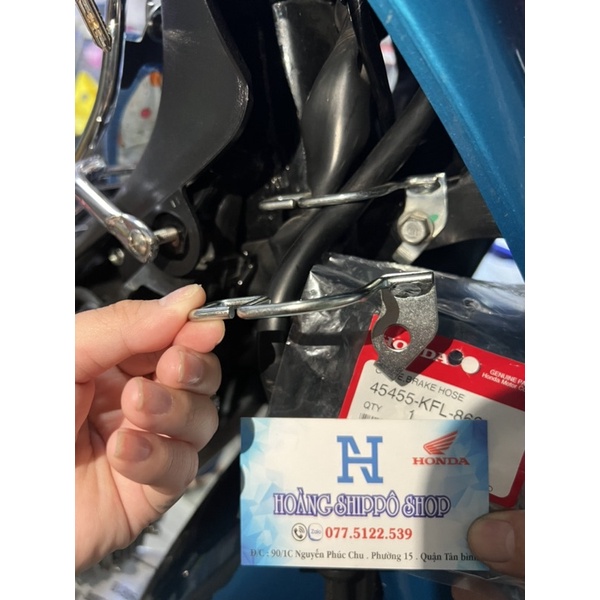 HONDA
GENUINE PA
Honda Motor C
BRAKE HOSE
45455-KFL-86
QTY
1
HONDA
HOÀNG SHIPPÔ SHOP
Zalo
077.5122.539
Đ/C : 90/1C Nguyễn Phúc Chu . Phường 15 . Quận Tân bình